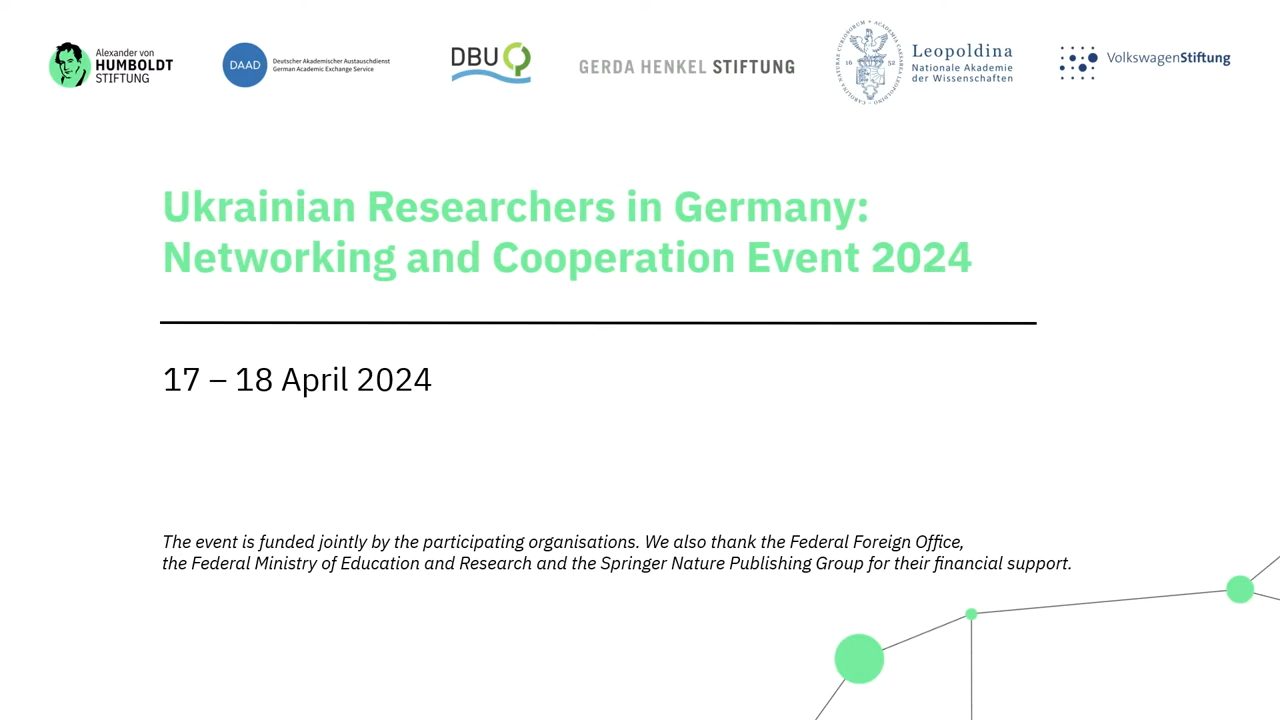 Alexander von
HUMBOLDT
STIFTUNG
DAAD
Deutscher Akademischer Austauschdienst
German Academic Exchange Service
DBU
GERDA HENKEL STIFTUNG
16 52
Leopoldina
Nationale Akademie
der Wissenschaften
VolkswagenStiftung
Ukrainian Researchers in Germany:
Networking and Cooperation Event 2024
17 – 18 April 2024
The event is funded jointly by the participating organisations. We also thank the Federal Foreign Office,
the Federal Ministry of Education and Research and the Springer Nature Publishing Group for their financial support.